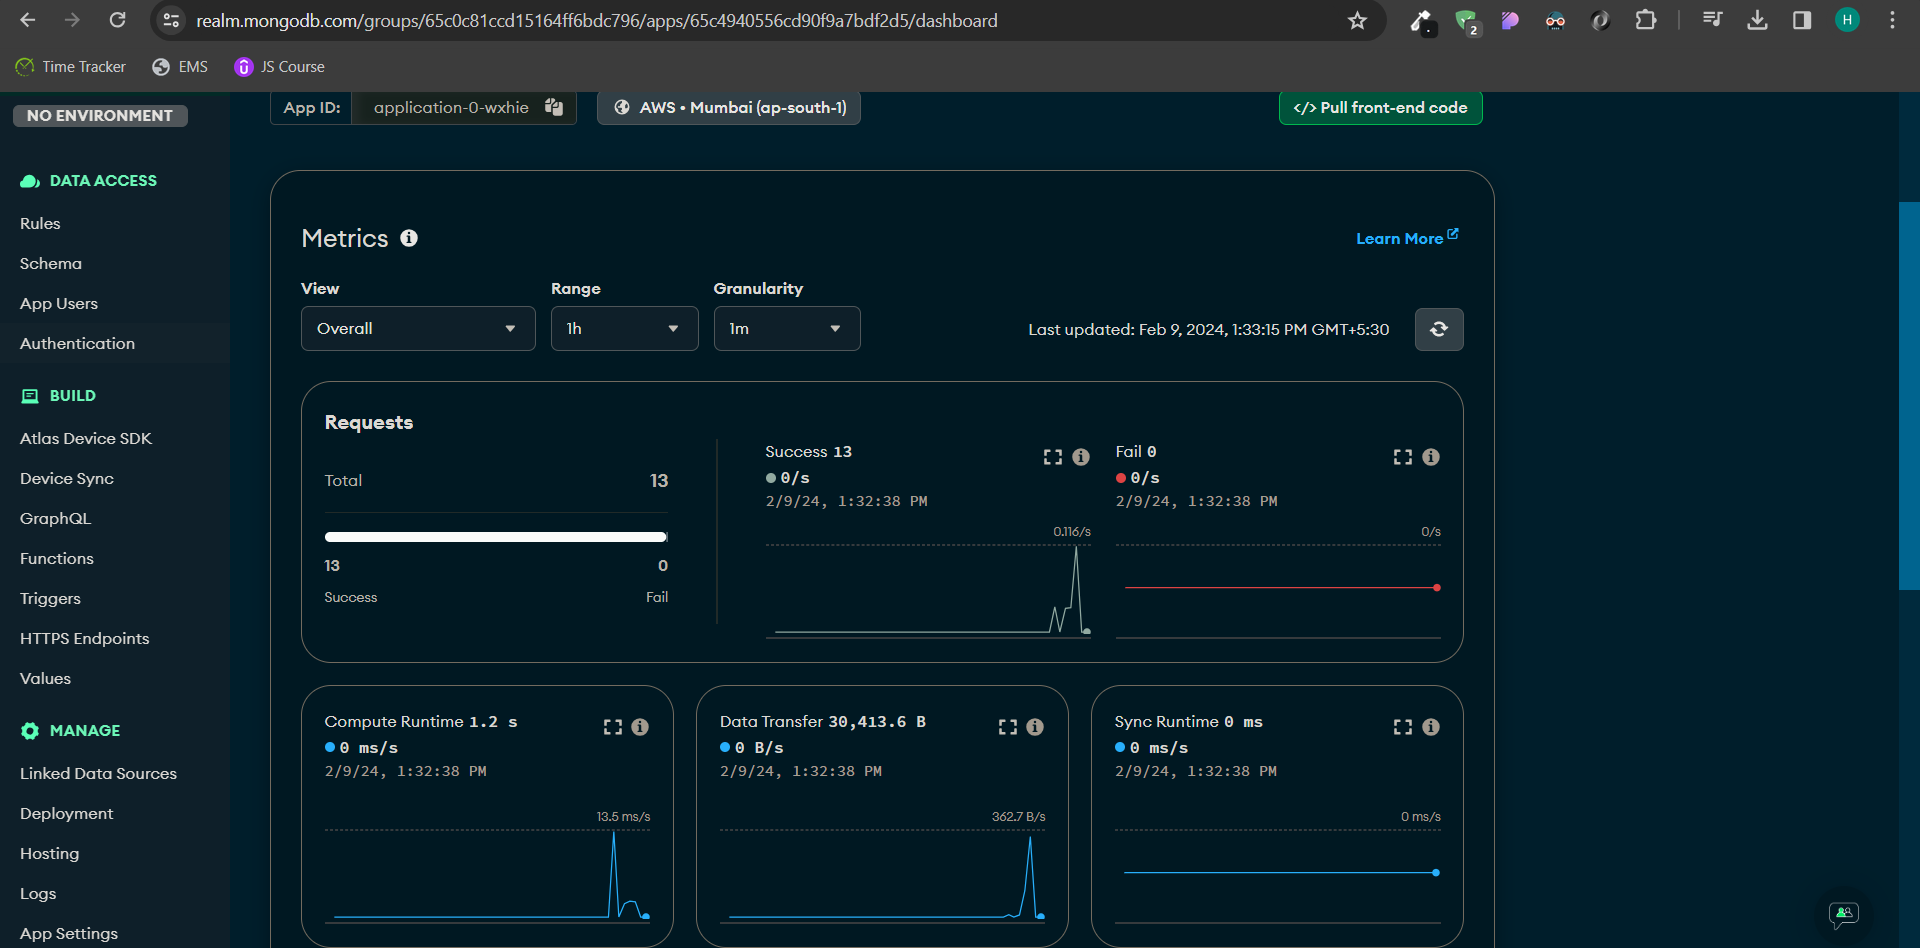 realm.mongodb.com/groups/65c0c81ccd15164ff6bdc796/apps/65c4940556cd90f9a7bdf2d5/dashboard
2
H
Time Tracker
EMS
JS Course
NO ENVIRONMENT
App ID:
application-0-wxhie
AWS • Mumbai (ap-south-1)
</> Pull front-end code
DATA ACCESS
Rules
Schema
App Users
Authentication
BUILD
Atlas Device SDK
Device Sync
GraphQL
Functions
Triggers
HTTPS Endpoints
Values
MANAGE
Linked Data Sources
Deployment
Hosting
Logs
App Settings
Metrics
Learn More
View
Range
Granularity
Overall
1h
1m
Last updated: Feb 9, 2024, 1:33:15 PM GMT+5:30
Requests
Total
13
13
0
Success
Fail
Success 13
0/s
2/9/24, 1:32:38 PM
0.116/s
Fail 0
0/s
2/9/24, 1:32:38 PM
0/s
Compute Runtime 1.2 s
0 ms/s
2/9/24, 1:32:38 PM
13.5 ms/s
Data Transfer 30,413.6 B
0 B/s
2/9/24, 1:32:38 PM
362.7 B/s
Sync Runtime 0 ms
0 ms/s
2/9/24, 1:32:38 PM
0 ms/s